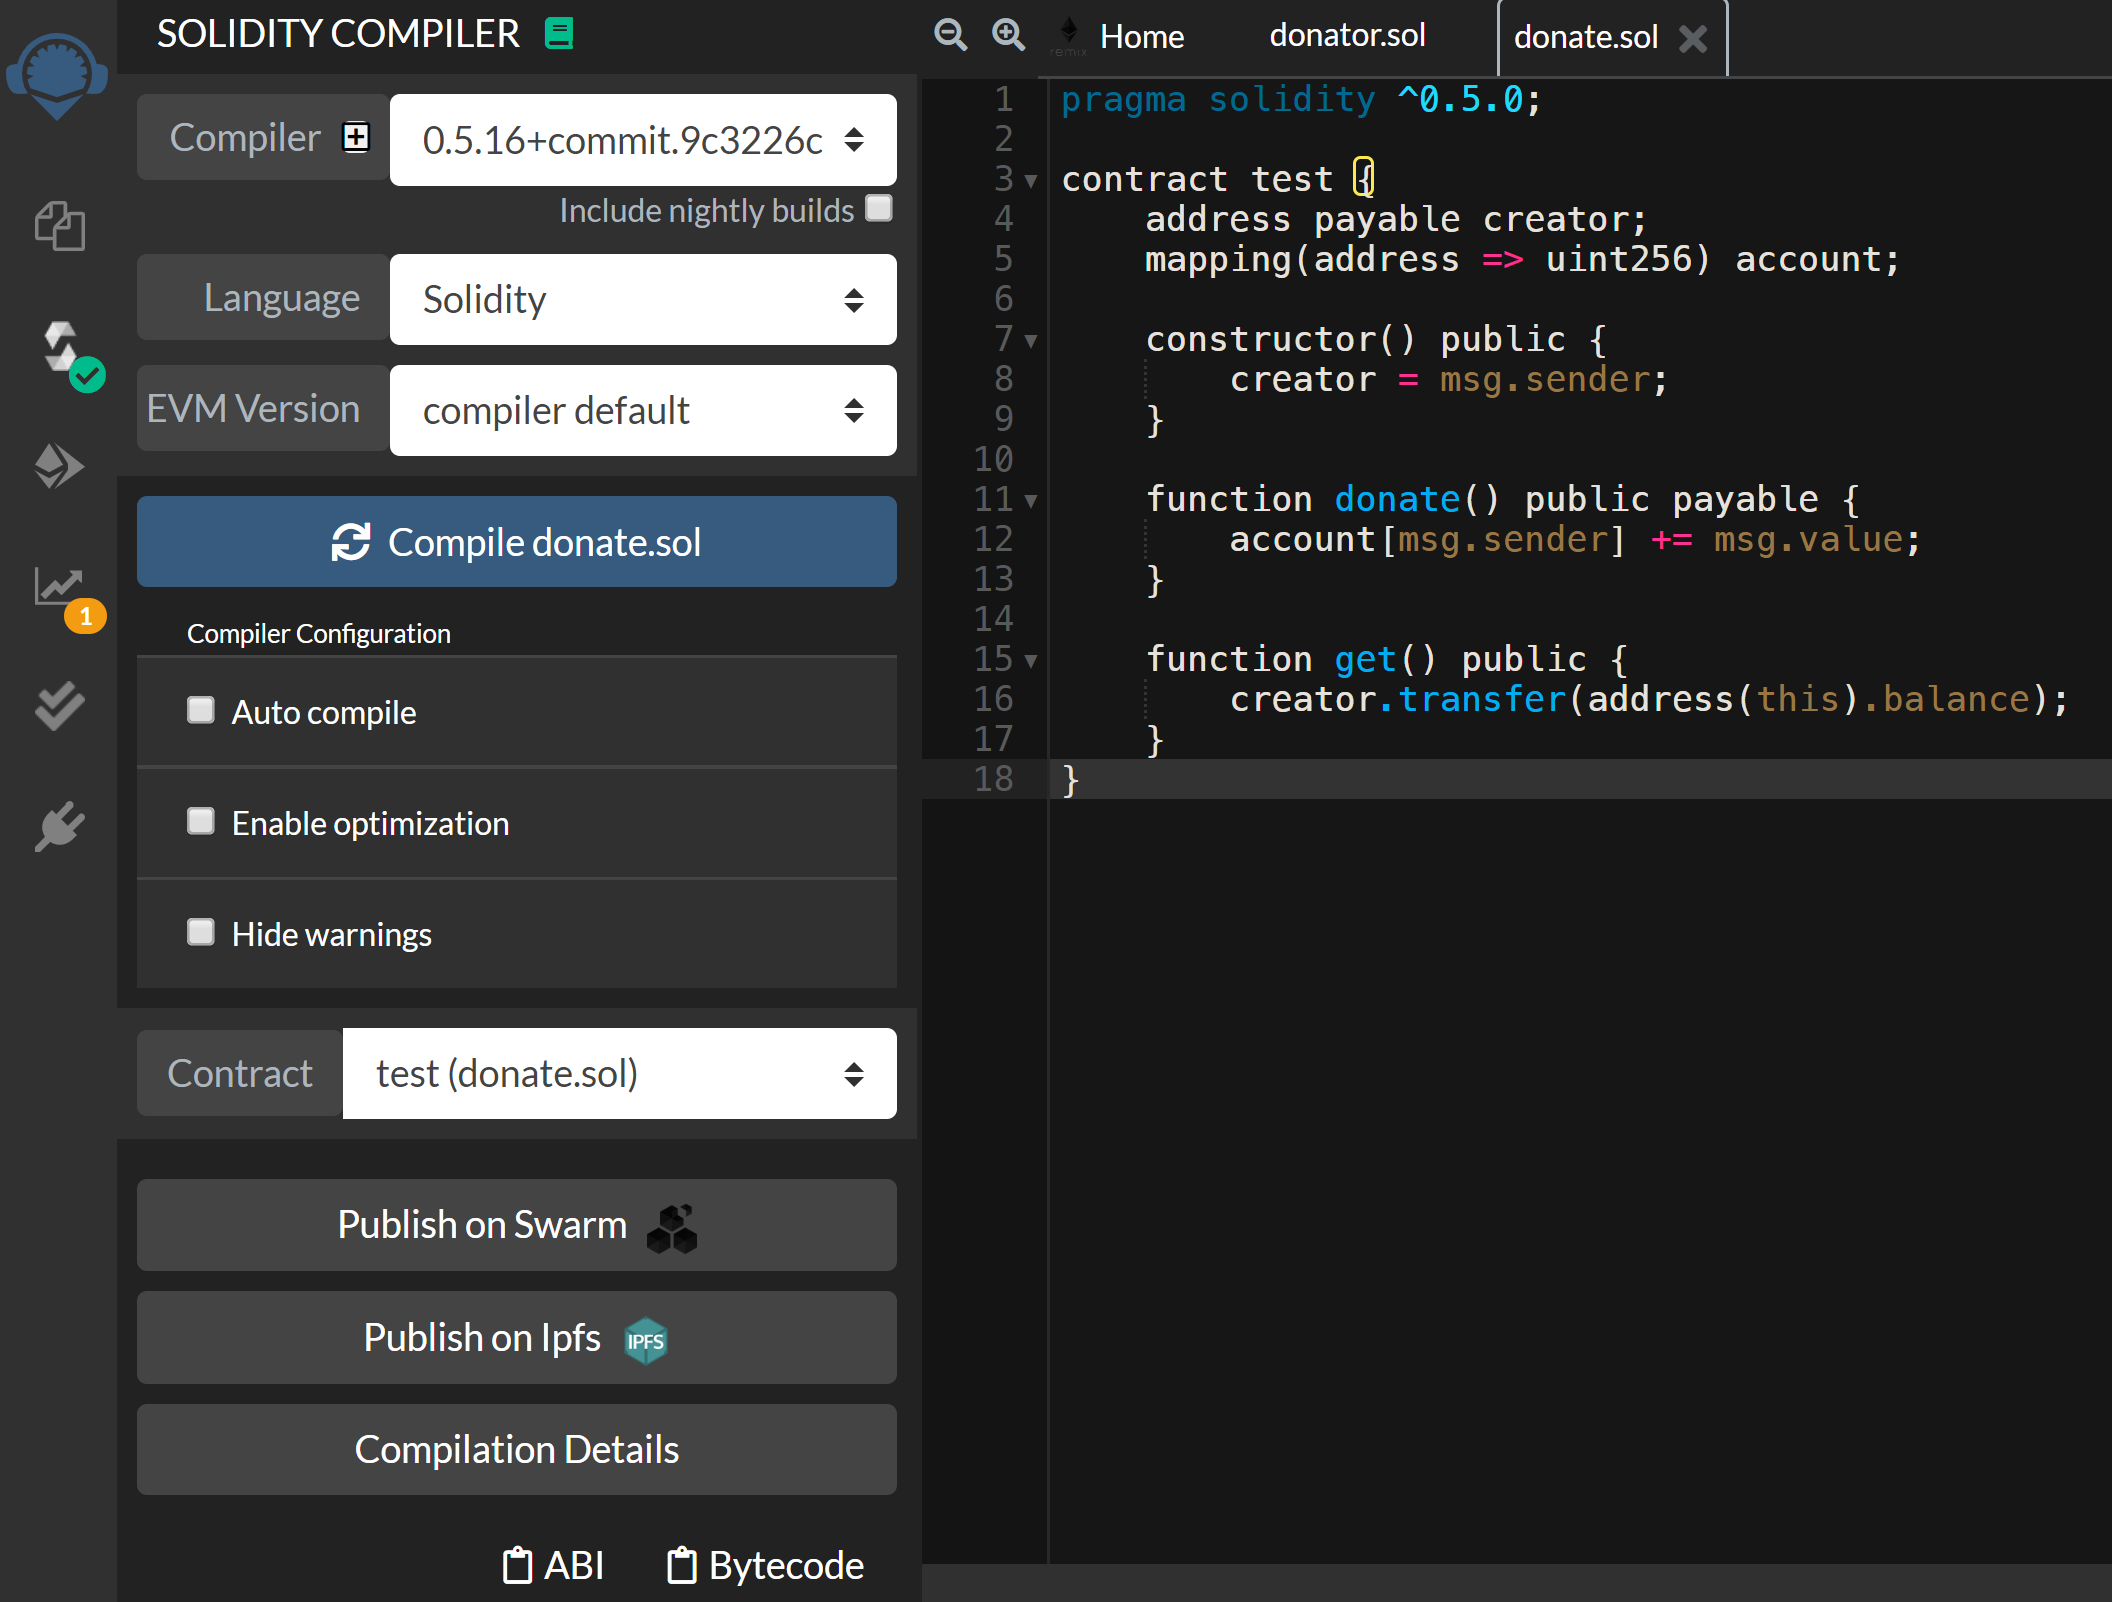 SOLIDITY COMPILER
Compiler
0.5.16+commit.9c3226c
Include nightly builds
Language
Solidity
EVM Version
compiler default
Compile donate.sol
Compiler Configuration
Auto compile
Enable optimization
Hide warnings
Contract
test (donate.sol)
Publish on Swarm
Publish on Ipfs
IPFS
Compilation Details
ABI
Bytecode
1
remix
Home
donator.sol
donate.sol
1 pragma solidity ^0.5.0;
2
3 contract test {
4 address payable creator;
5 mapping(address => uint256) account;
6
7 constructor() public {
8 creator = msg.sender;
9 }
10
11 function donate() public payable {
12 account[msg.sender] += msg.value;
13 }
14
15 function get() public {
16 creator.transfer(address(this).balance);
17 }
18 }